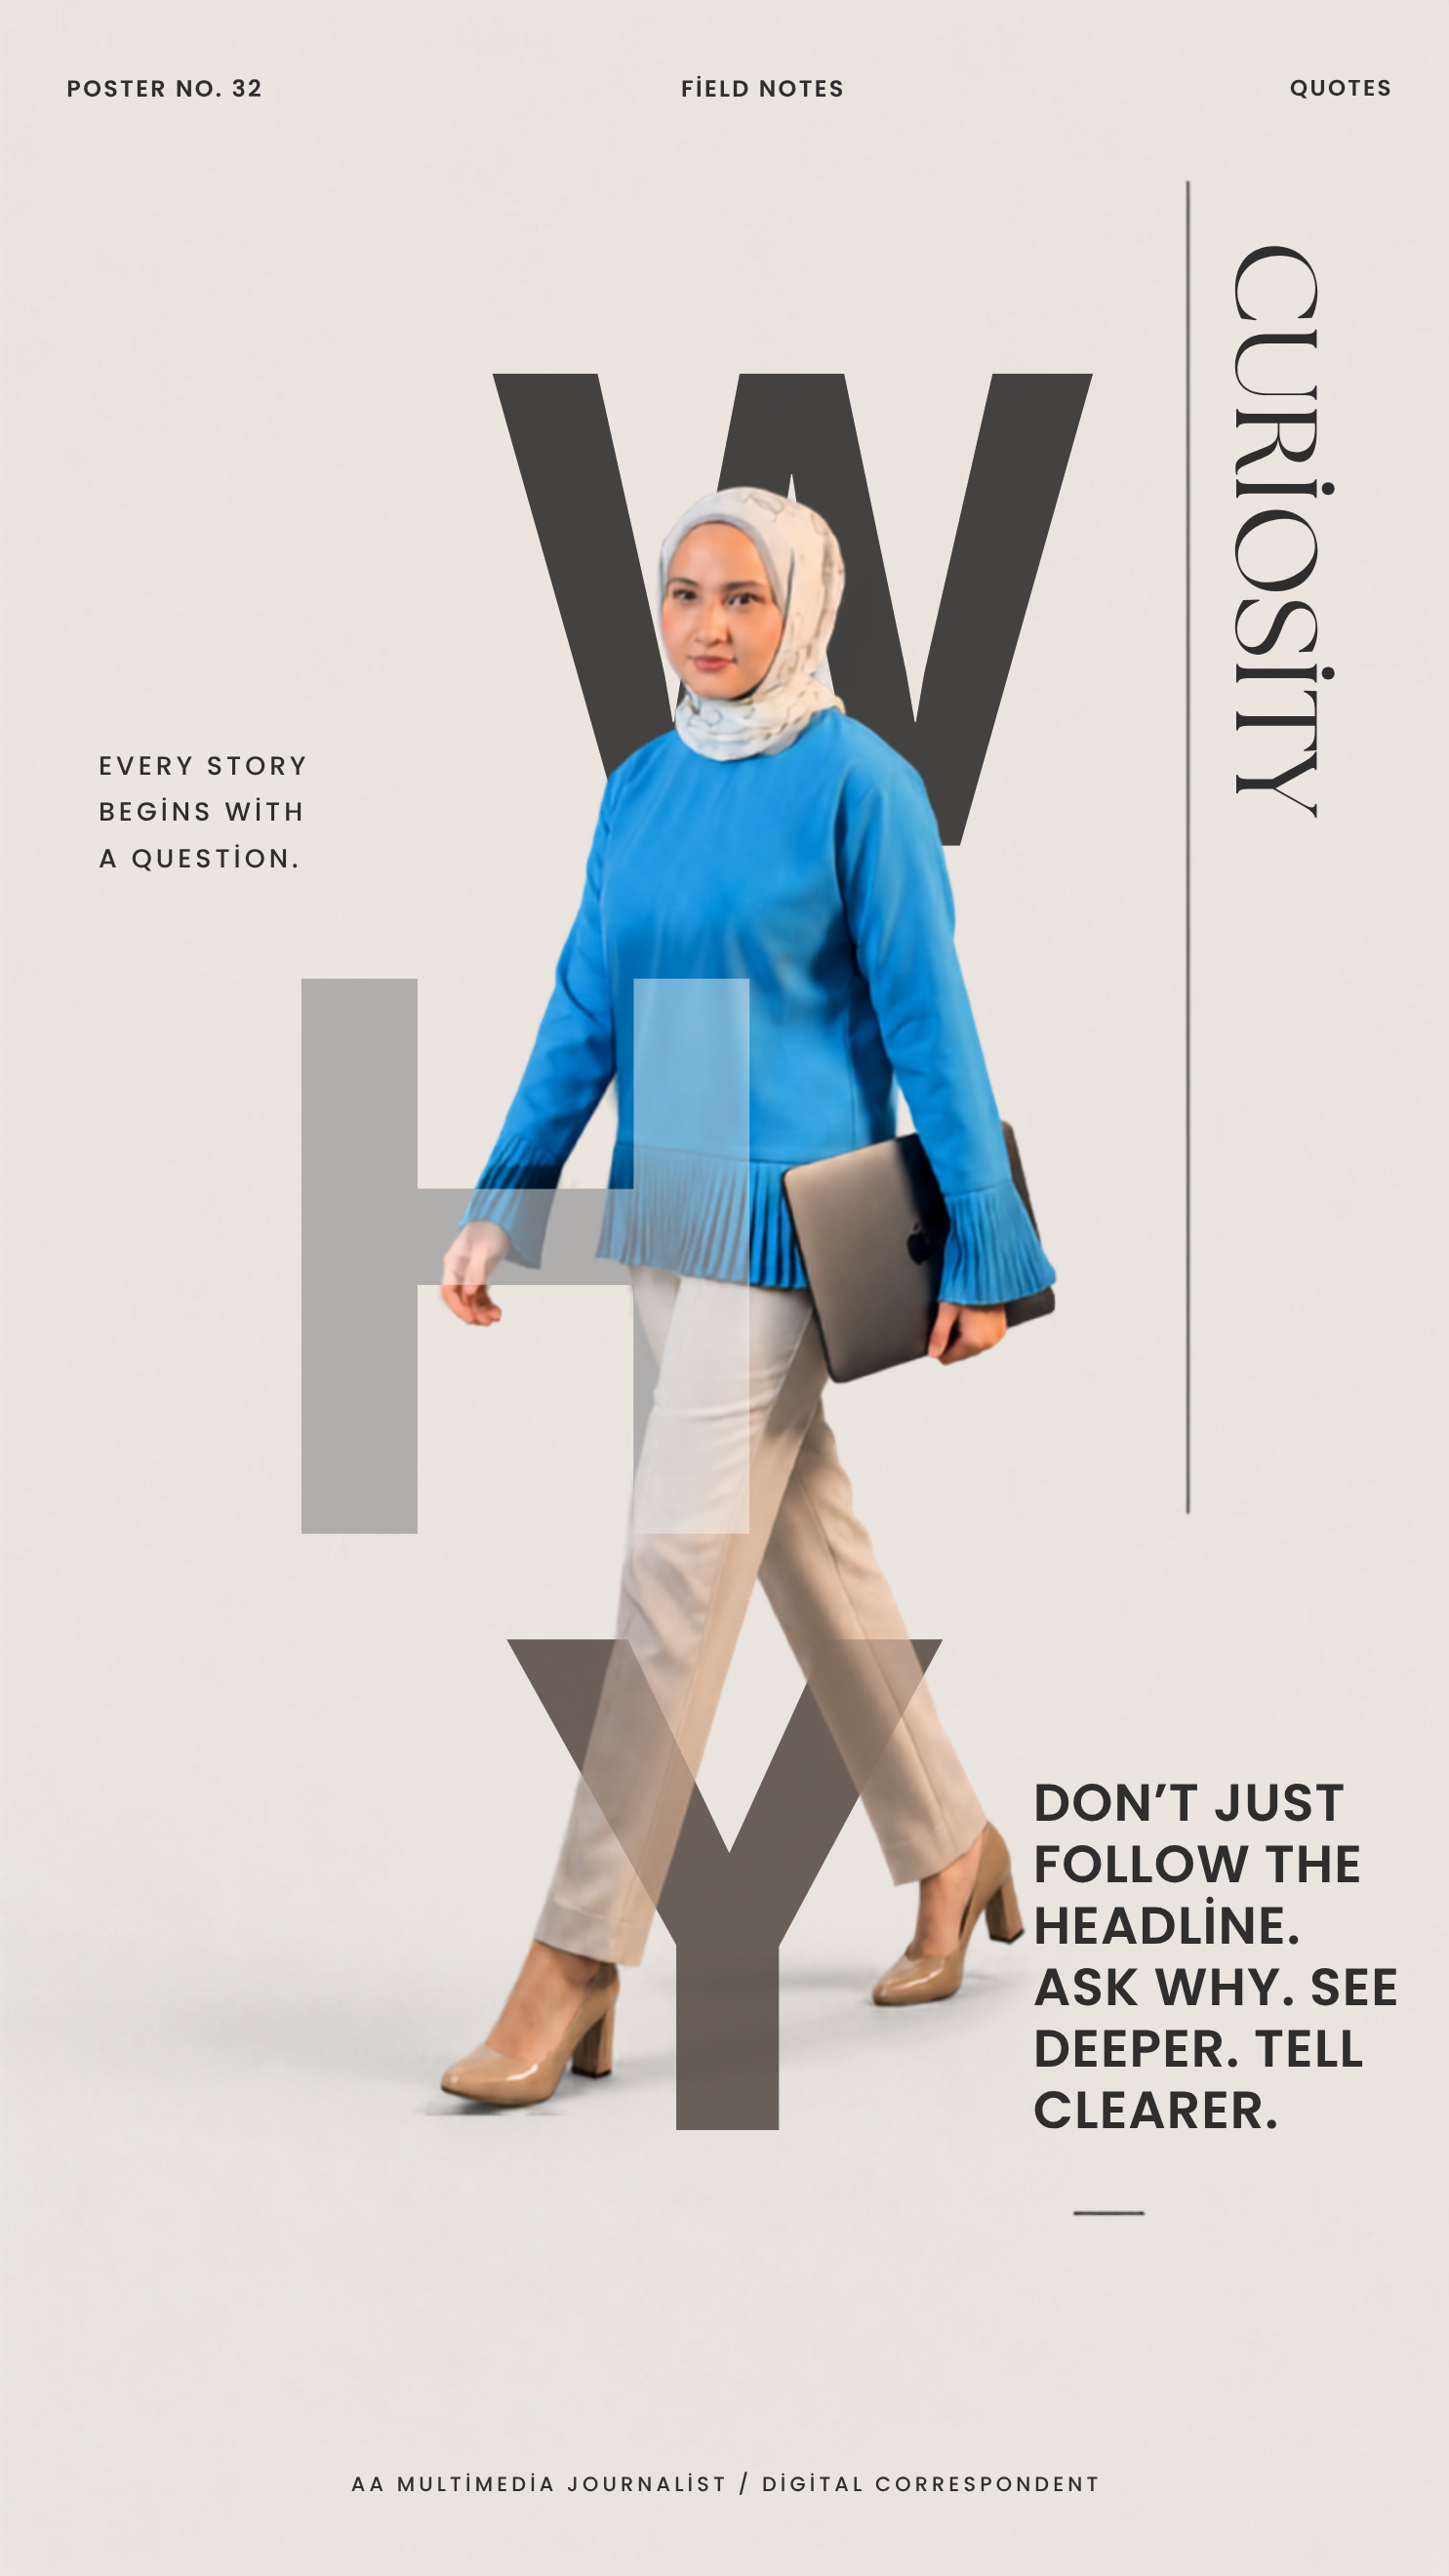 POSTER NO. 32
FİELD NOTES
QUOTES
CURİOSİTY
W
EVERY STORY
BEGİNS WİTH
A QUESTİON.
H
Y
DON’T JUST
FOLLOW THE
HEADLİNE.
ASK WHY. SEE
DEEPER. TELL
CLEARER.
AA MULTİMEDİA JOURNALİST / DİGİTAL CORRESPONDENT